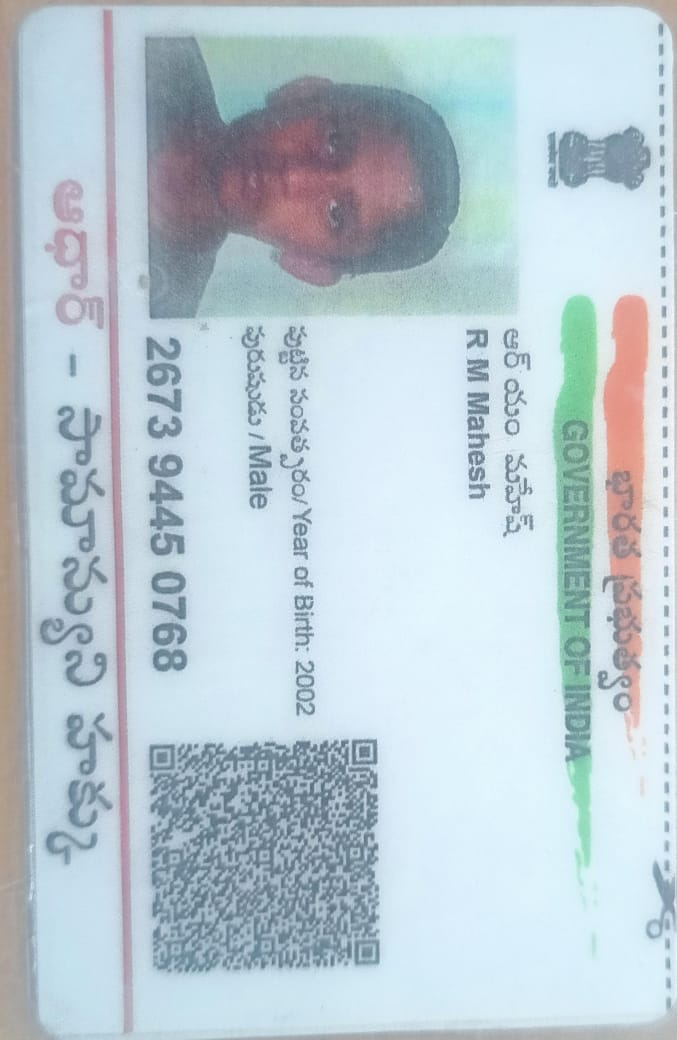 భారత ప్రభుత్వం
GOVERNMENT OF INDIA
ఆర్ యం మహేష్
R M Mahesh
పుట్టిన సంవత్సరం/ Year of Birth: 2002
పురుషుడు / Male
2673 9445 0768
ఆధార్ - సామాన్యుని హక్కు